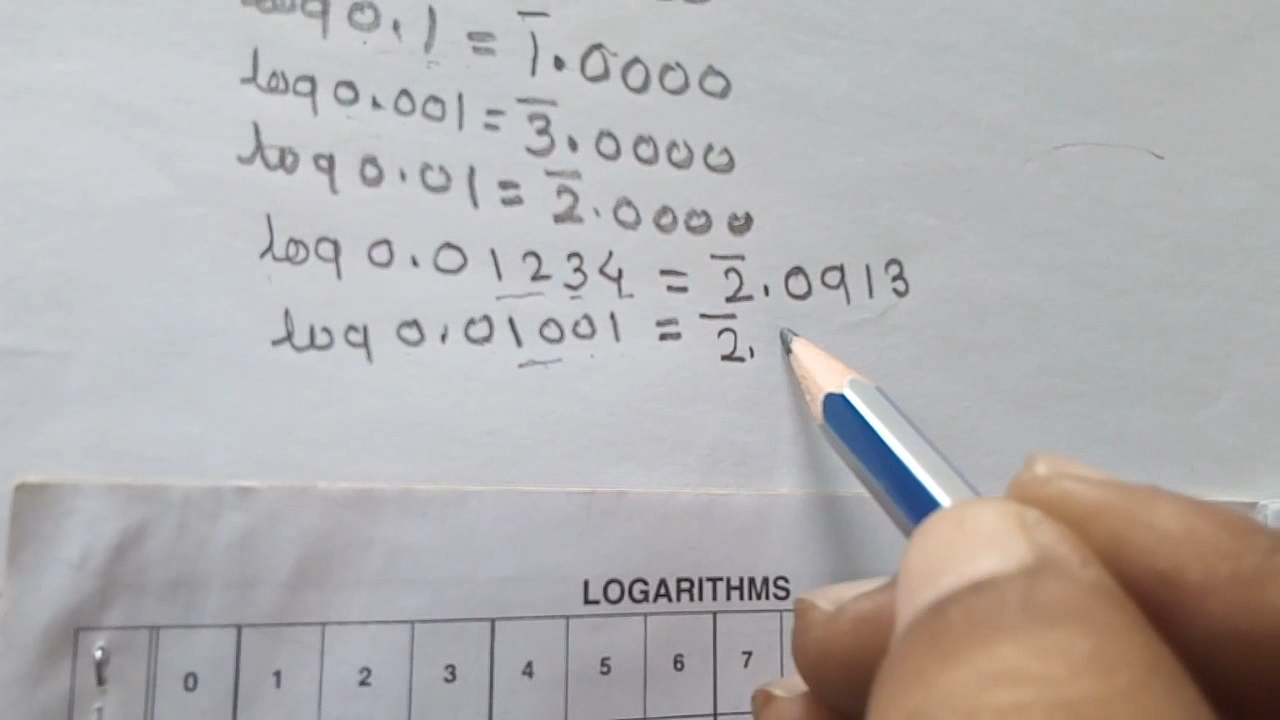 log 0.1 = 1̅.0000
log 0.001 = 3̅.0000
log 0.01 = 2̅.0000
log 0.01234 = 2̅.0913
log 0.01001 = 2̅.
LOGARITHMS
0 1 2 3 4 5 6 7